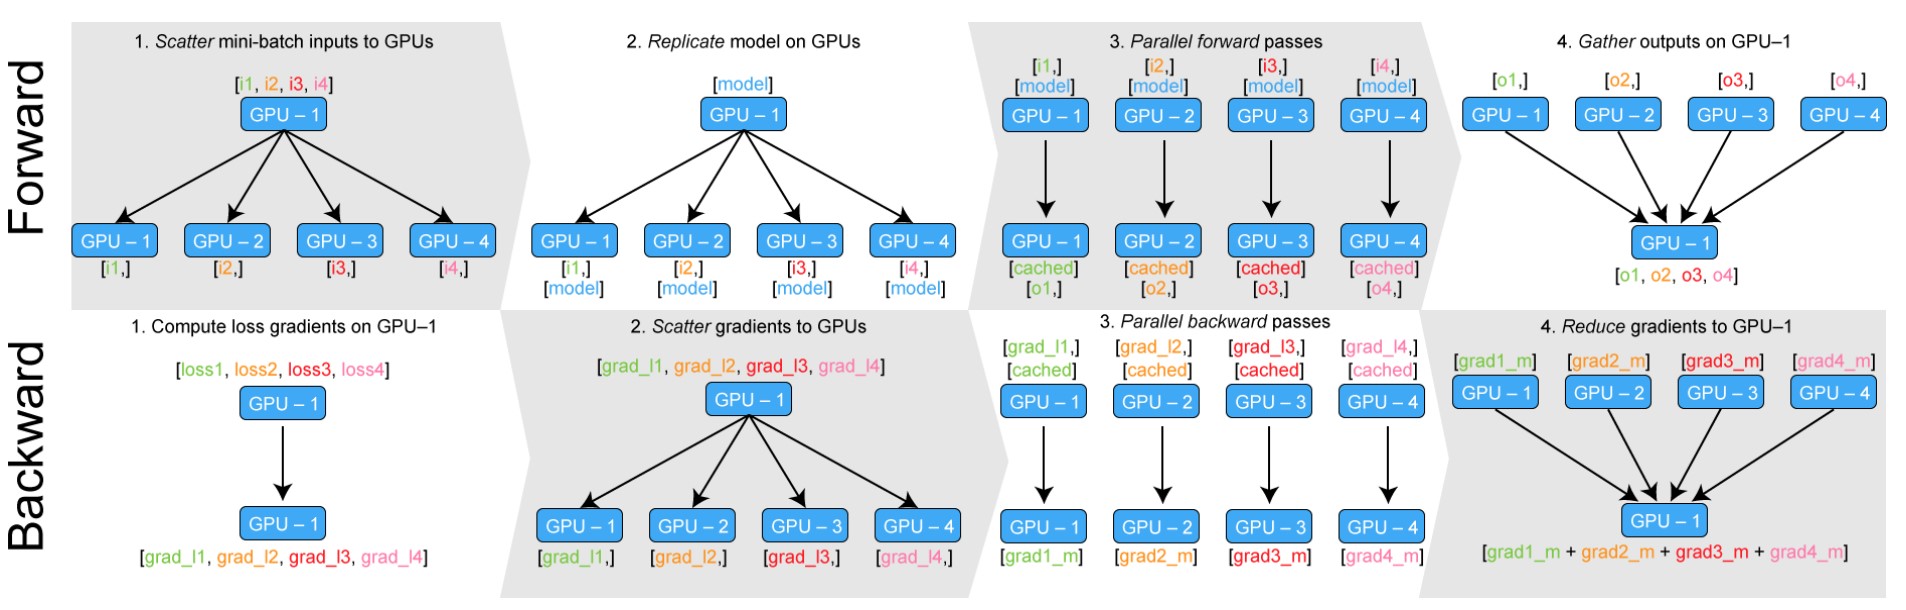 Forward
1. Scatter mini-batch inputs to GPUs
[i1, i2, i3, i4]
GPU – 1
GPU – 1 GPU – 2 GPU – 3 GPU – 4
[i1,] [i2,] [i3,] [i4,]
2. Replicate model on GPUs
[model]
GPU – 1
GPU – 1 GPU – 2 GPU – 3 GPU – 4
[i1,] [i2,] [i3,] [i4,]
[model] [model] [model] [model]
3. Parallel forward passes
[i1,] [i2,] [i3,] [i4,]
[model] [model] [model] [model]
GPU – 1 GPU – 2 GPU – 3 GPU – 4
GPU – 1 GPU – 2 GPU – 3 GPU – 4
[cached] [cached] [cached] [cached]
[o1,] [o2,] [o3,] [o4,]
4. Gather outputs on GPU–1
[o1,] [o2,] [o3,] [o4,]
GPU – 1 GPU – 2 GPU – 3 GPU – 4
GPU – 1
[o1, o2, o3, o4]
Backward
1. Compute loss gradients on GPU–1
[loss1, loss2, loss3, loss4]
GPU – 1
GPU – 1
[grad_l1, grad_l2, grad_l3, grad_l4]
2. Scatter gradients to GPUs
[grad_l1, grad_l2, grad_l3, grad_l4]
GPU – 1
GPU – 1 GPU – 2 GPU – 3 GPU – 4
[grad_l1,] [grad_l2,] [grad_l3,] [grad_l4,]
3. Parallel backward passes
[grad_l1,] [grad_l2,] [grad_l3,] [grad_l4,]
[cached] [cached] [cached] [cached]
GPU – 1 GPU – 2 GPU – 3 GPU – 4
GPU – 1 GPU – 2 GPU – 3 GPU – 4
[grad1_m] [grad2_m] [grad3_m] [grad4_m]
4. Reduce gradients to GPU–1
[grad1_m] [grad2_m] [grad3_m] [grad4_m]
GPU – 1 GPU – 2 GPU – 3 GPU – 4
GPU – 1
[grad1_m + grad2_m + grad3_m + grad4_m]